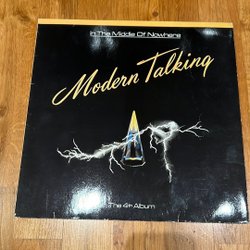 In The Middle Of Nowhere
Modern Talking
The 4th Album